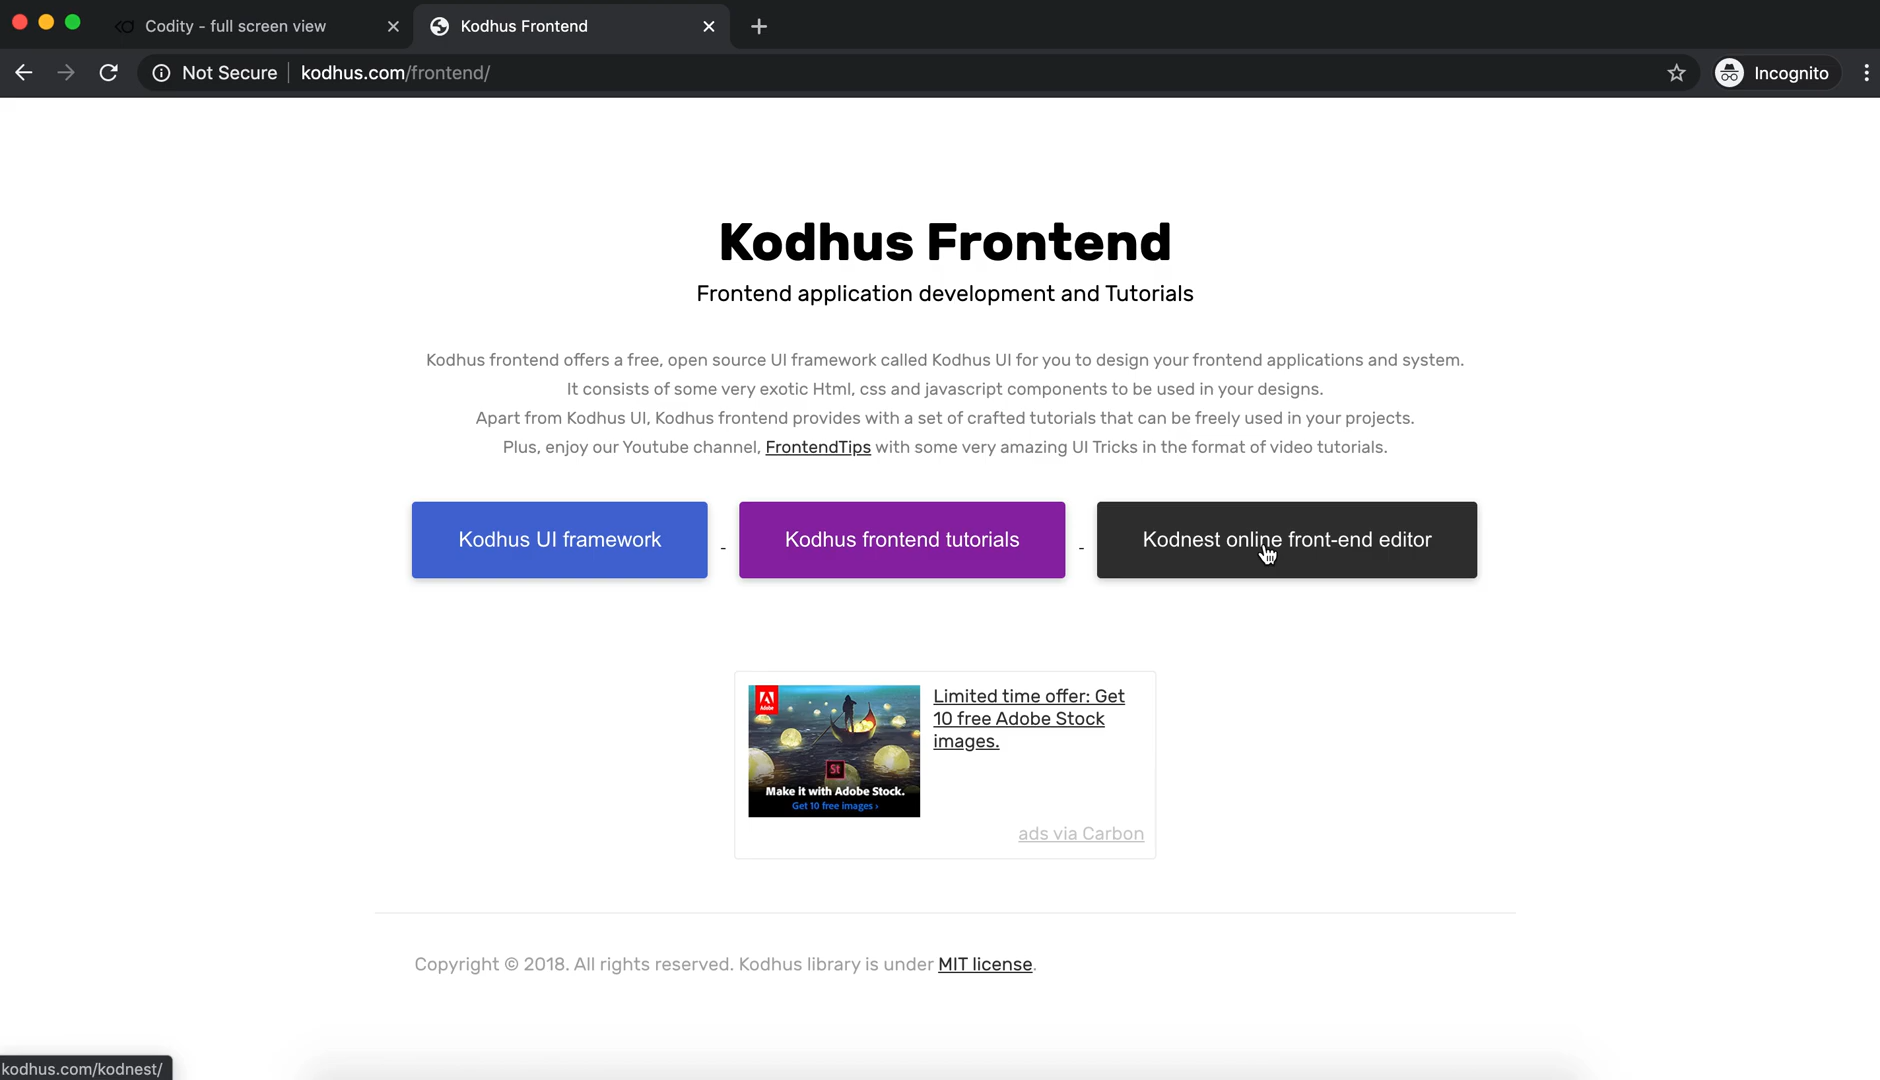 Codity - full screen view
Kodhus Frontend
Not Secure
kodhus.com/frontend/
Incognito
Kodhus Frontend
Frontend application development and Tutorials
Kodhus frontend offers a free, open source UI framework called Kodhus UI for you to design your frontend applications and system.
It consists of some very exotic Html, css and javascript components to be used in your designs.
Apart from Kodhus UI, Kodhus frontend provides with a set of crafted tutorials that can be freely used in your projects.
Plus, enjoy our Youtube channel, FrontendTips with some very amazing UI Tricks in the format of video tutorials.
Kodhus UI framework - Kodhus frontend tutorials - Kodnest online front-end editor
Adobe
St
Make it with Adobe Stock.
Get 10 free images ›
Limited time offer: Get
10 free Adobe Stock
images.
ads via Carbon
Copyright © 2018. All rights reserved. Kodhus library is under MIT license.
kodhus.com/kodnest/